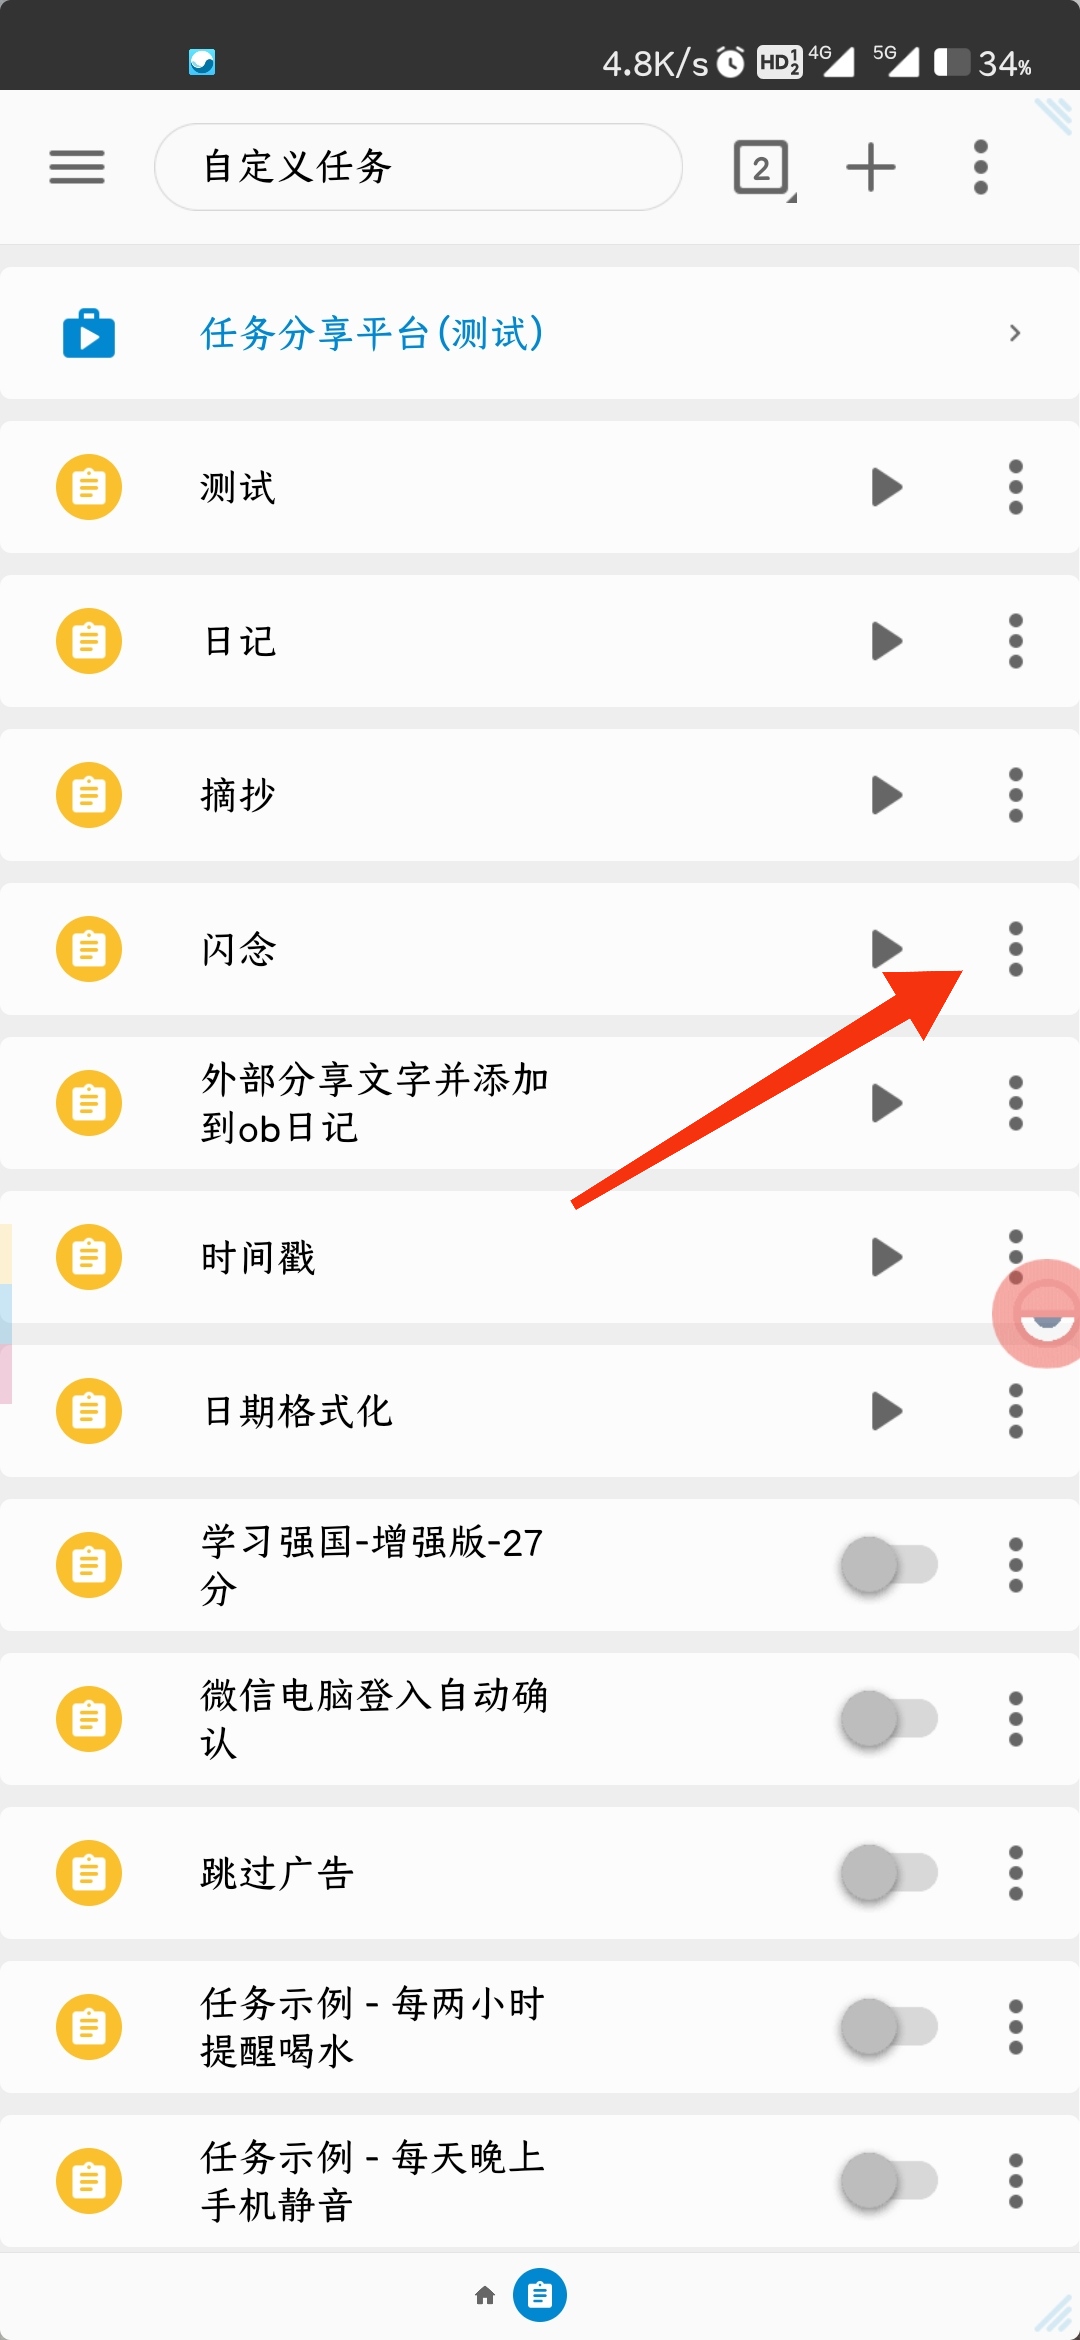 4.8K/s HD 1 2 4G 5G 34%
自定义任务 2
任务分享平台(测试)
测试
日记
摘抄
闪念
外部分享文字并添加
到ob日记
时间戳
日期格式化
学习强国-增强版-27
分
微信电脑登入自动确
认
跳过广告
任务示例 - 每两小时
提醒喝水
任务示例 - 每天晚上
手机静音